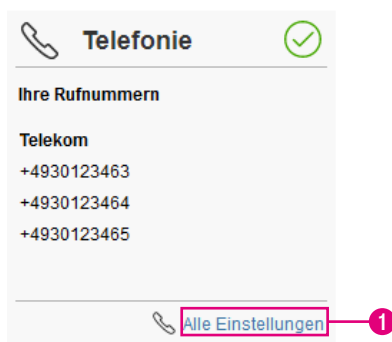 Telefonie
Ihre Rufnummern
Telekom
+4930123463
+4930123464
+4930123465
Alle Einstellungen
1